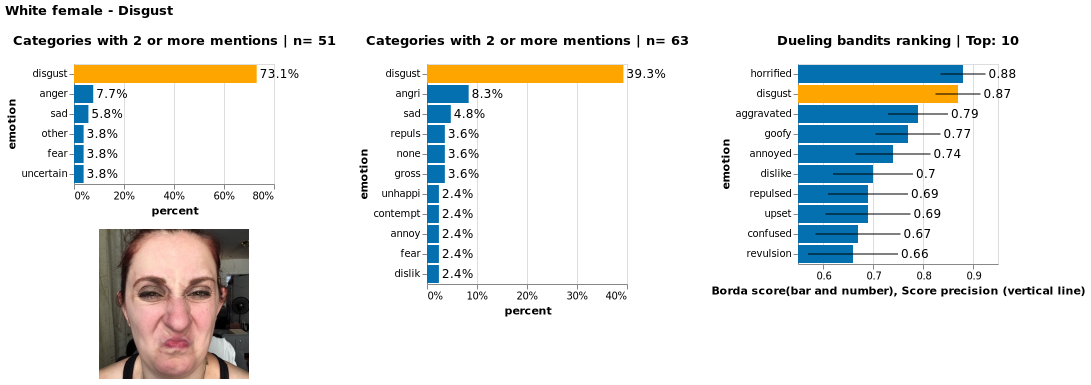 White female - Disgust
Categories with 2 or more mentions | n= 51
emotion
disgust 73.1%
anger 7.7%
sad 5.8%
other 3.8%
fear 3.8%
uncertain 3.8%
0% 20% 40% 60% 80%
percent
Categories with 2 or more mentions | n= 63
emotion
disgust 39.3%
angri 8.3%
sad 4.8%
repuls 3.6%
none 3.6%
gross 3.6%
unhappi 2.4%
contempt 2.4%
annoy 2.4%
fear 2.4%
dislik 2.4%
0% 10% 20% 30% 40%
percent
Dueling bandits ranking | Top: 10
emotion
horrified 0.88
disgust 0.87
aggravated 0.79
goofy 0.77
annoyed 0.74
dislike 0.7
repulsed 0.69
upset 0.69
confused 0.67
revulsion 0.66
0.6 0.7 0.8 0.9
Borda score(bar and number), Score precision (vertical line)